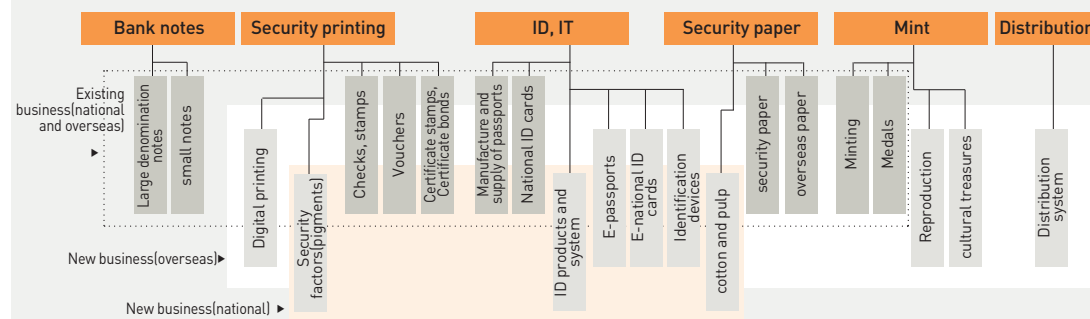 Bank notes
Security printing
ID, IT
Security paper
Mint
Distribution
Existing
business(national
and overseas)
Large denomination
notes
small notes
Digital printing
Security
factors(pigments)
Checks, stamps
Vouchers
Certificate stamps,
Certificate bonds
Manufacture and
supply of passports
National ID cards
ID products and
system
E-passports
E-national ID
cards
Identification
devices
cotton and pulp
security paper
overseas paper
Minting
Medals
Reproduction
cultural treasures
Distribution
system
New business(overseas)
New business(national)